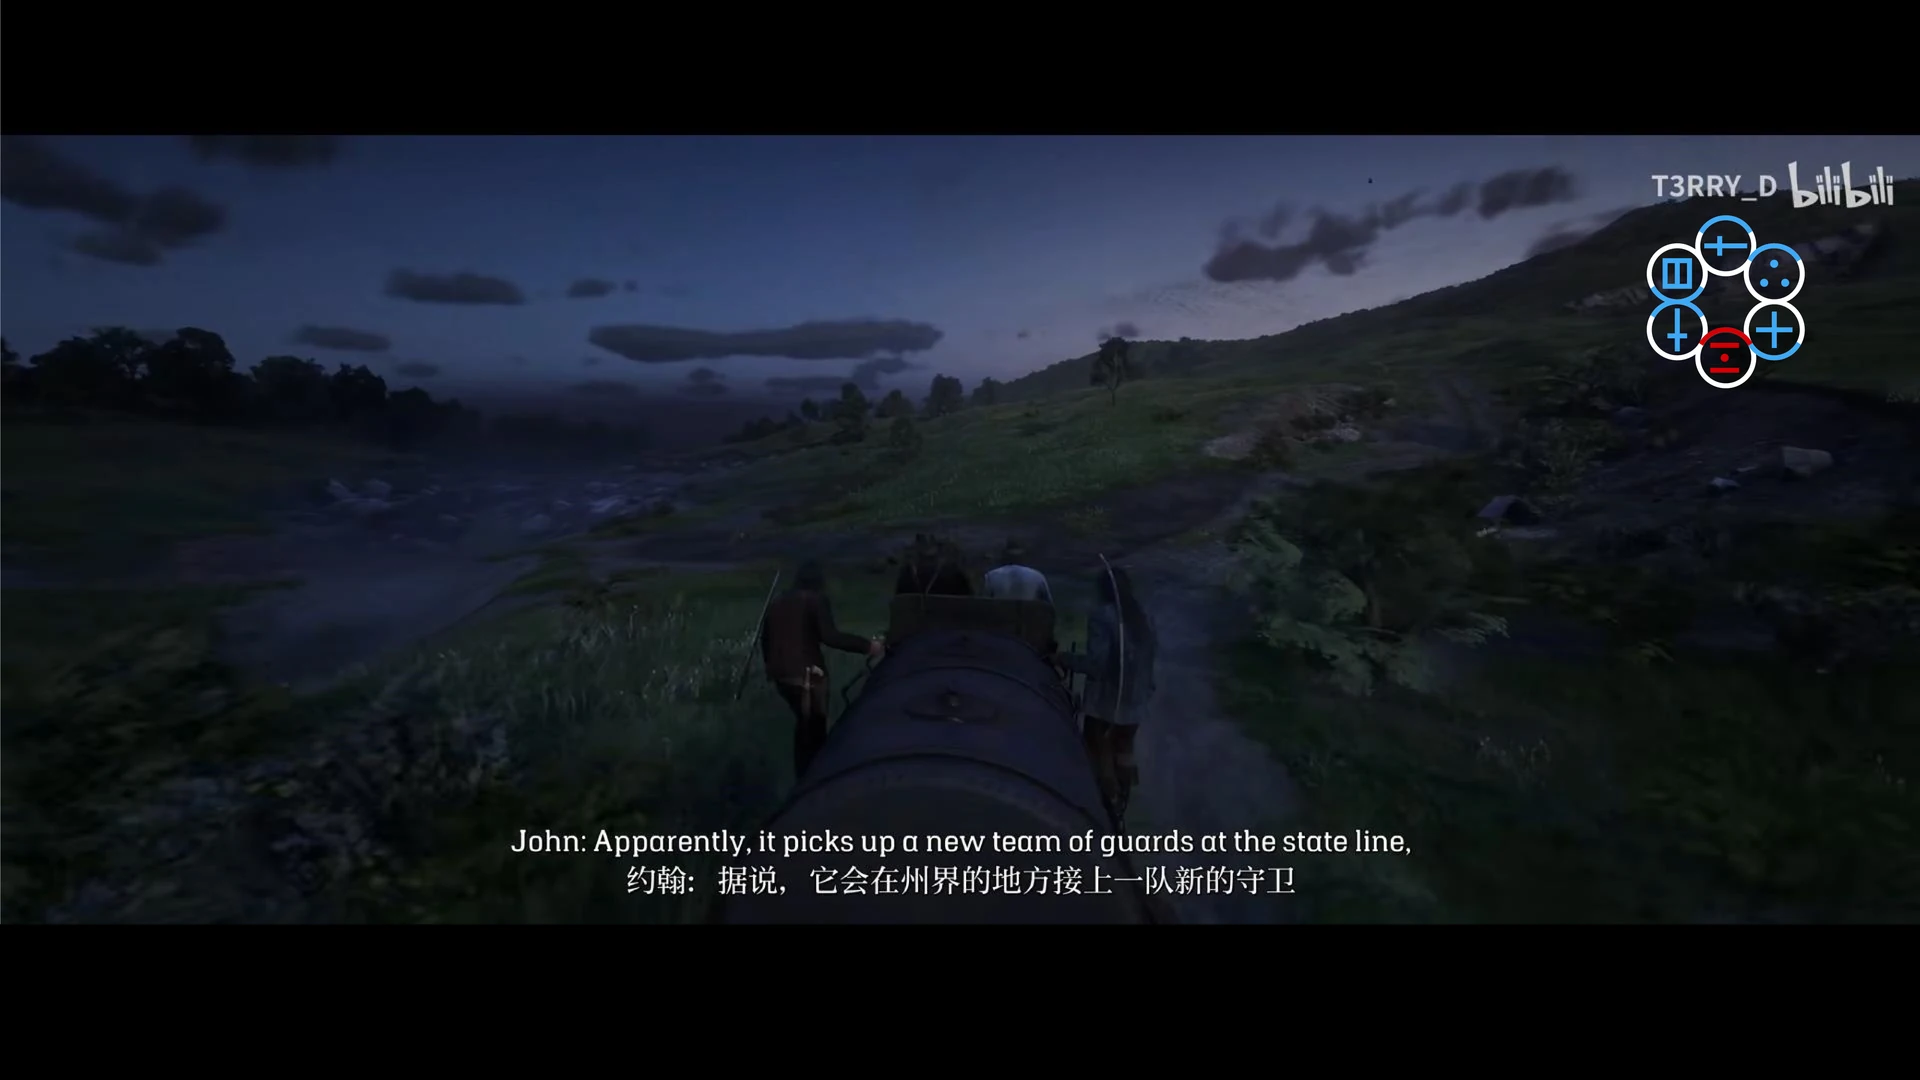 T3RRY_D bilibili
John: Apparently, it picks up a new team of guards at the state line,
约翰: 据说, 它会在州界的地方接上一队新的守卫